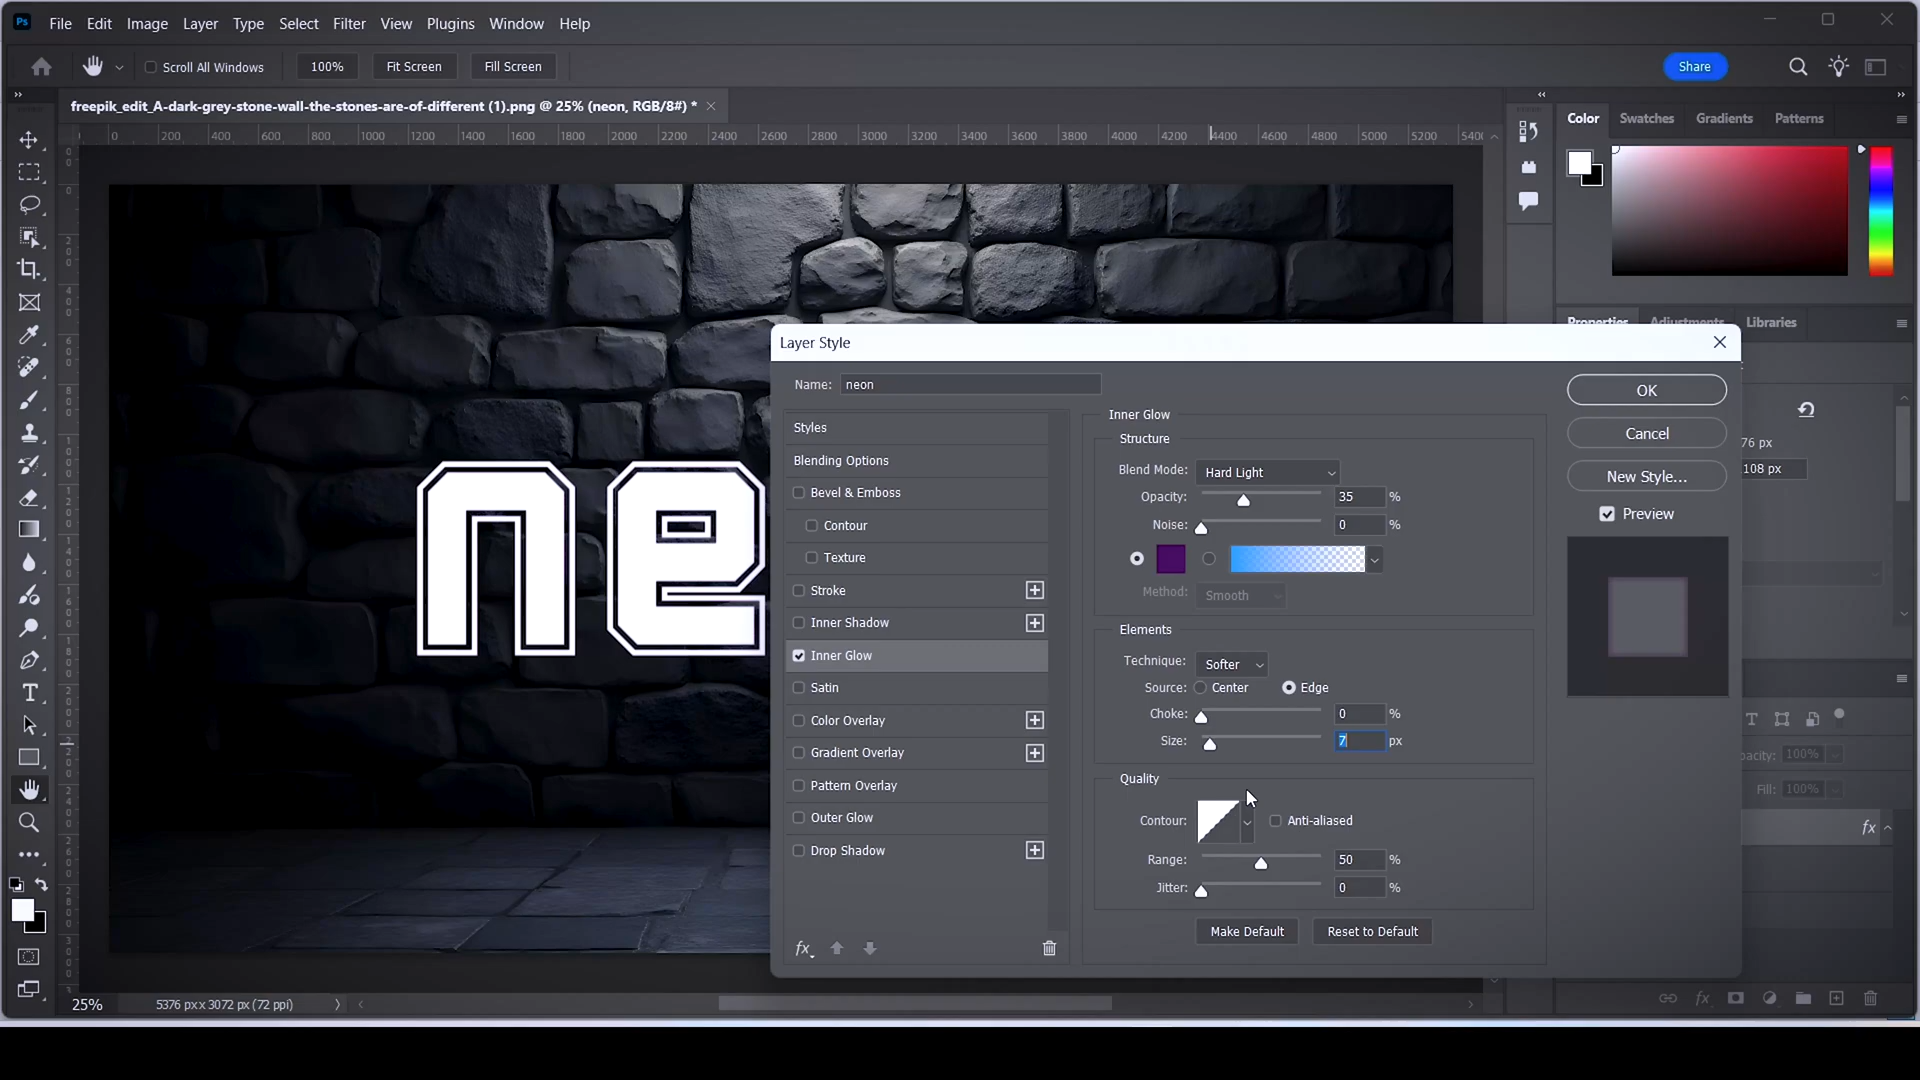 Ps File Edit Image Layer Type Select Filter View Plugins Window Help
Scroll All Windows 100% Fit Screen Fill Screen Share
freepik_edit_A-dark-grey-stone-wall-the-stones-are-of-different (1).png @ 25% (neon, RGB/8#) *
0 200 400 600 800 1000 1200 1400 1600 1800 2000 2200 2400 2600 2800 3000 3200 3400 3600 3800 4000 4200 4400 4600 4800 5000 5200
Color Swatches Gradients Patterns
Properties Adjustments Libraries
ne
Layer Style
Name: neon
Styles
Blending Options
Bevel & Emboss
Contour
Texture
Stroke
Inner Shadow
Inner Glow
Satin
Color Overlay
Gradient Overlay
Pattern Overlay
Outer Glow
Drop Shadow
fx
Inner Glow
Structure
Blend Mode: Hard Light
Opacity: 35 %
Noise: 0 %
Method: Smooth
Elements
Technique: Softer
Source: Center Edge
Choke: 0 %
Size: 7 px
Quality
Contour: Anti-aliased
Range: 50 %
Jitter: 0 %
Make Default Reset to Default
OK
Cancel
New Style...
Preview
76 px
108 px
100%
Fill: 100%
fx
25% 5376 px x 3072 px (72 ppi)
fx